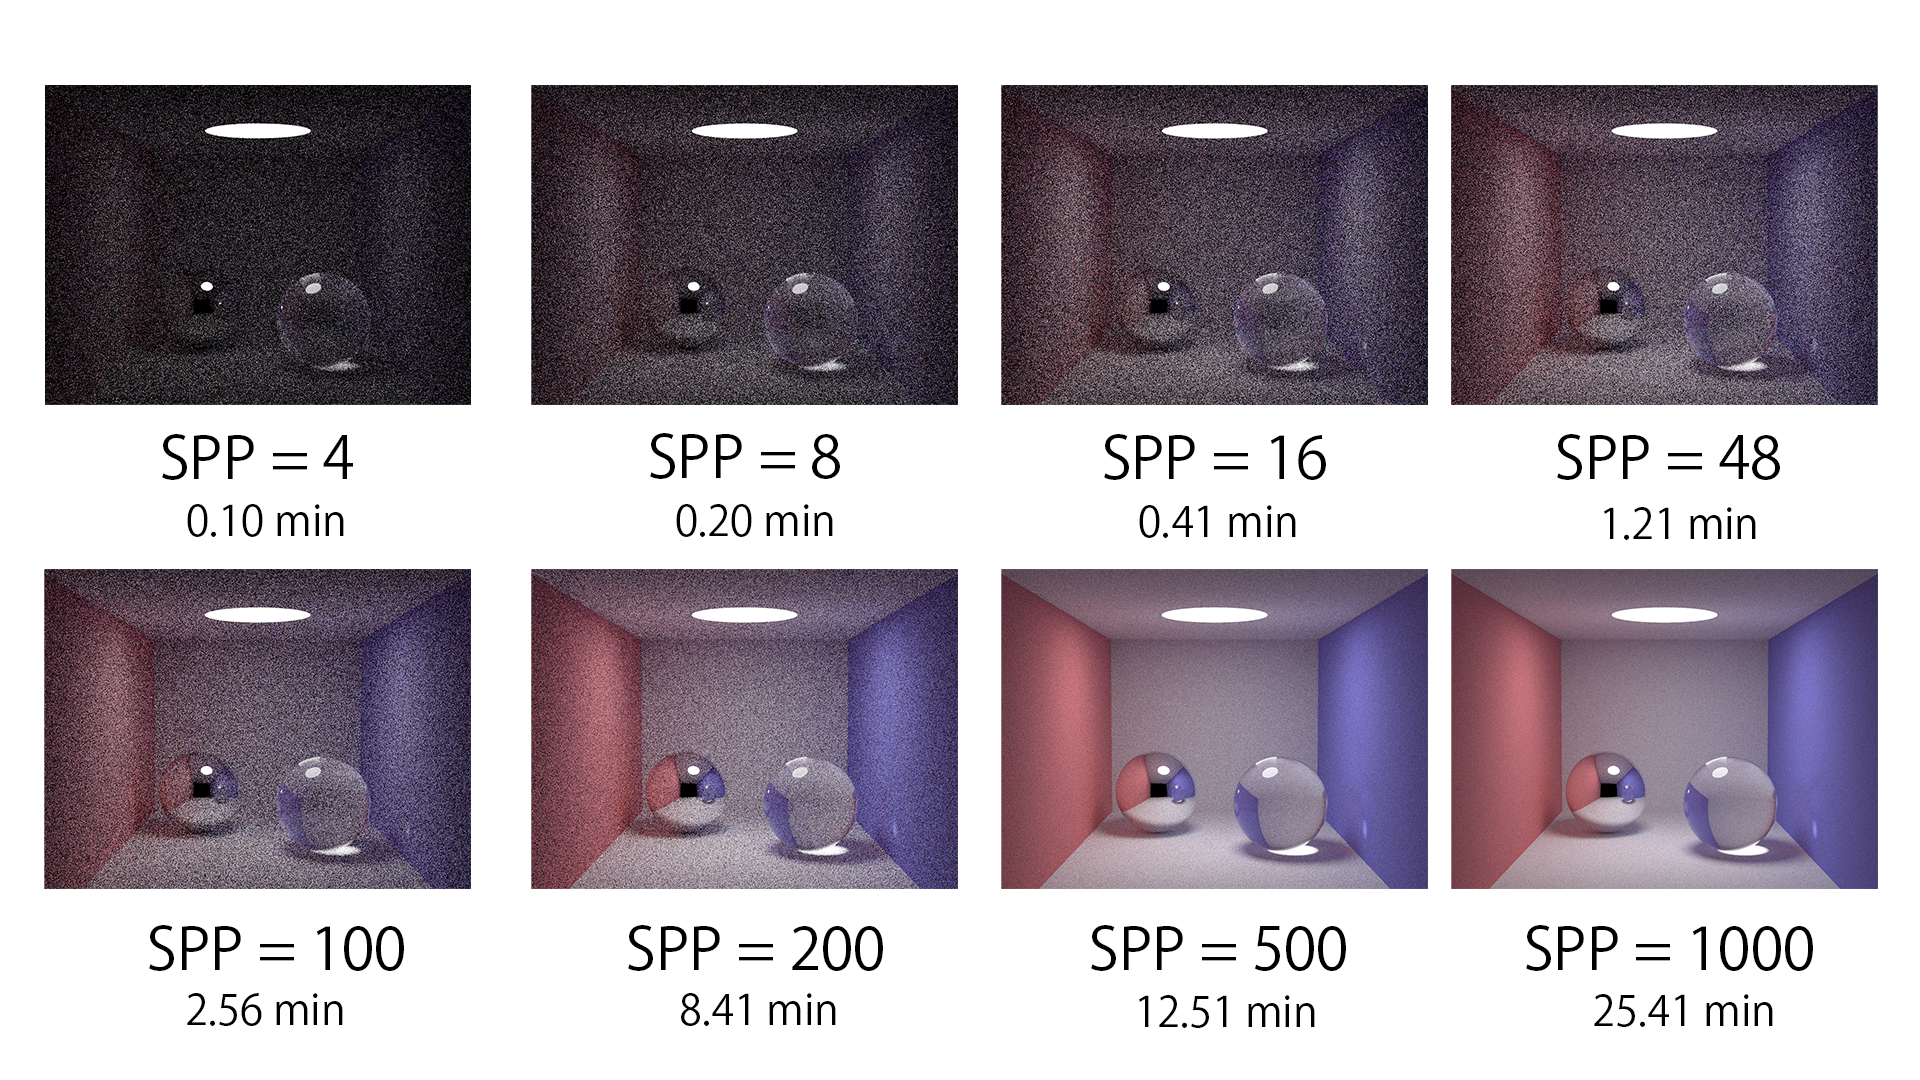 SPP = 4
0.10 min
SPP = 8
0.20 min
SPP = 16
0.41 min
SPP = 48
1.21 min
SPP = 100
2.56 min
SPP = 200
8.41 min
SPP = 500
12.51 min
SPP = 1000
25.41 min